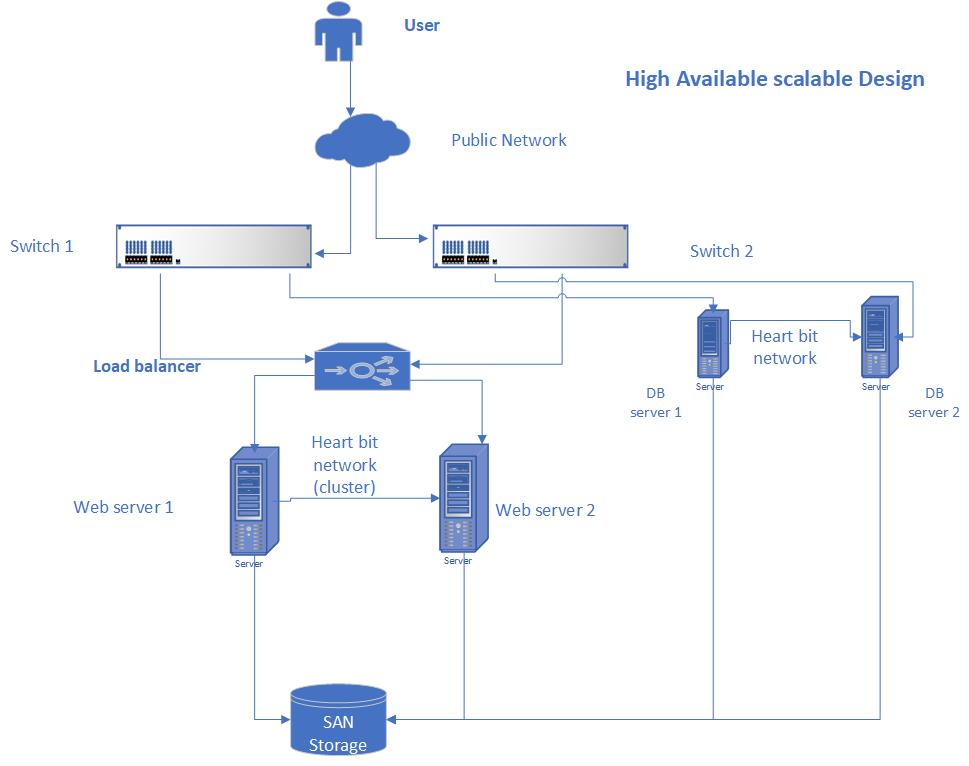 User
High Available scalable Design
Public Network
Switch 1
Switch 2
Heart bit
network
Load balancer
Server
Server
DB
server 1
DB
server 2
Heart bit
network
(cluster)
Web server 1
Web server 2
Server
Server
SAN
Storage